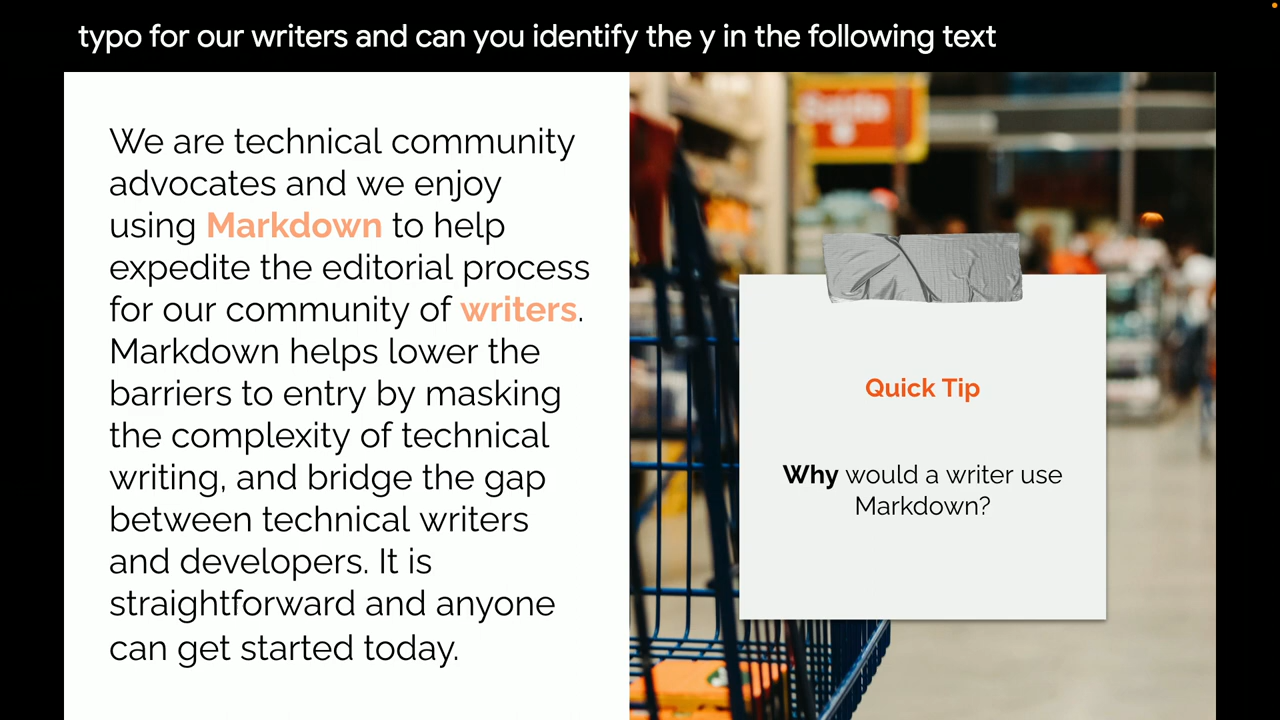 typo for our writers and can you identify the y in the following text
We are technical community
advocates and we enjoy
using Markdown to help
expedite the editorial process
for our community of writers.
Markdown helps lower the
barriers to entry by masking
the complexity of technical
writing, and bridge the gap
between technical writers
and developers. It is
straightforward and anyone
can get started today.
Quick Tip
Why would a writer use
Markdown?